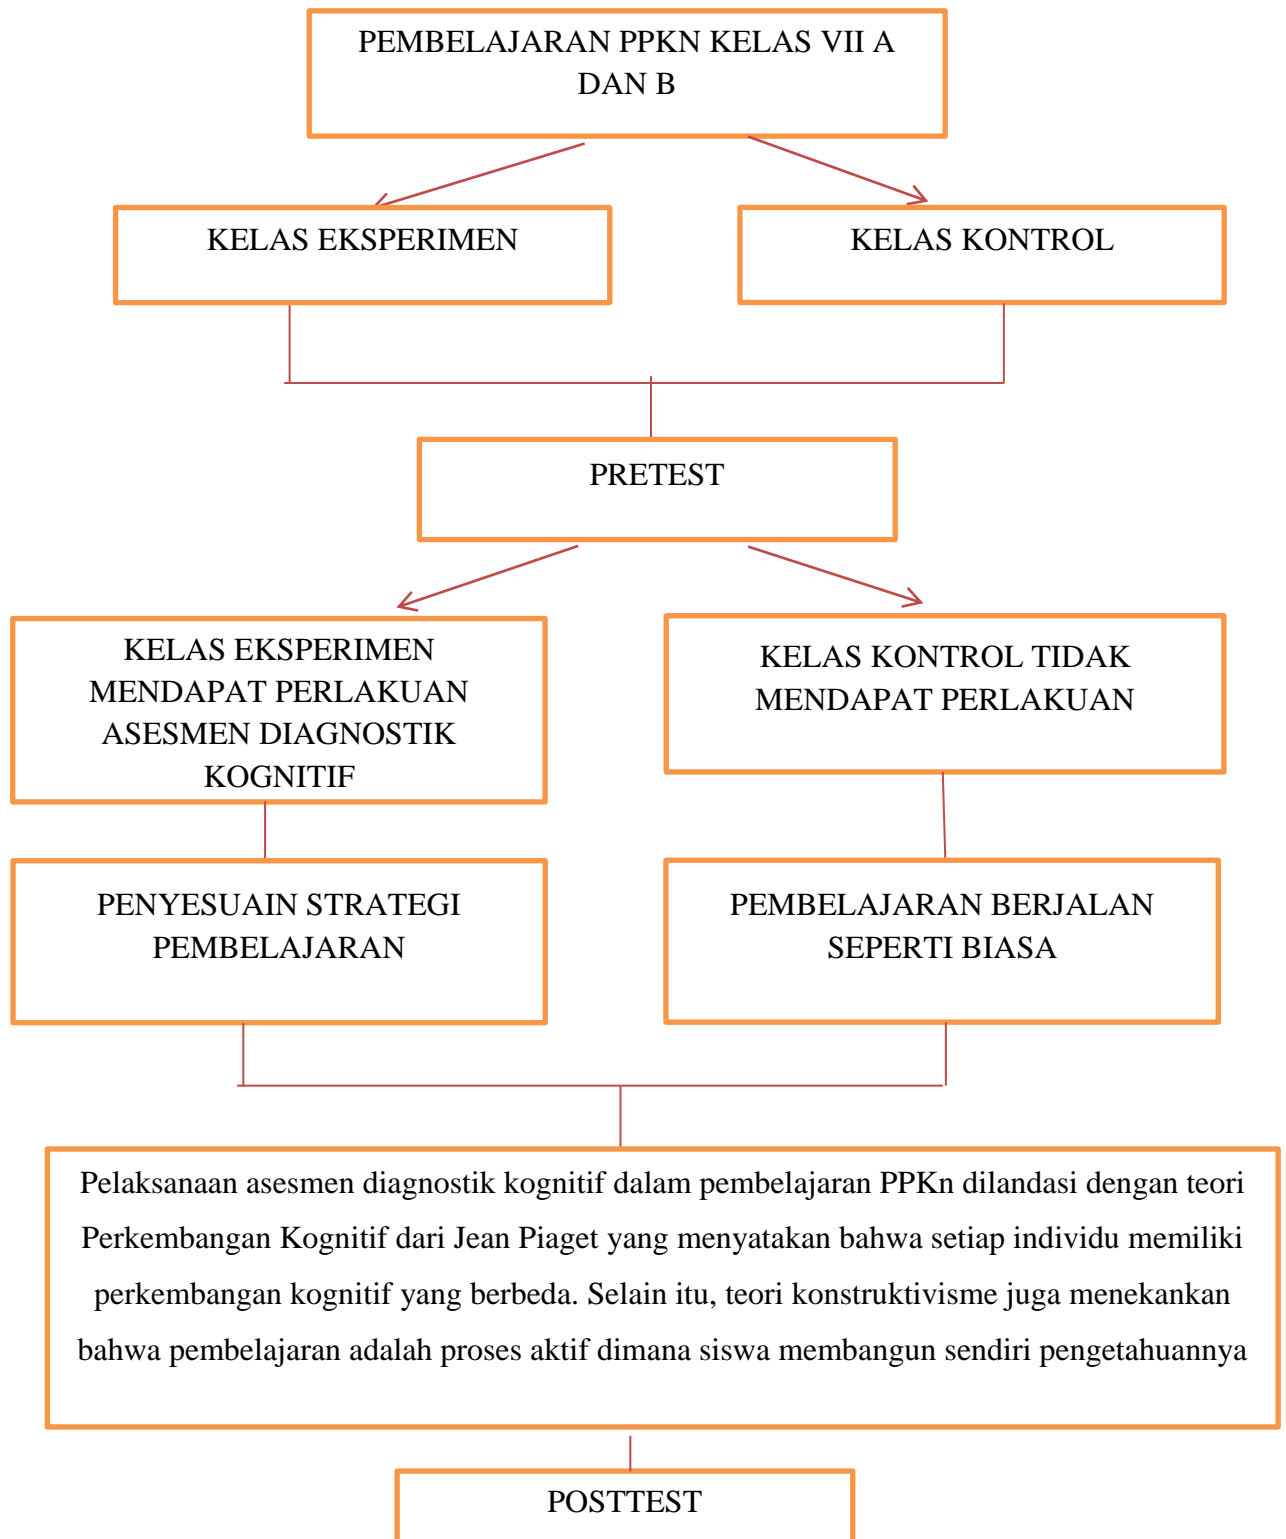 PEMBELAJARAN PPKN KELAS VII A
DAN B
KELAS EKSPERIMEN
KELAS KONTROL
PRETEST
KELAS EKSPERIMEN
MENDAPAT PERLAKUAN
ASESMEN DIAGNOSTIK
KOGNITIF
KELAS KONTROL TIDAK
MENDAPAT PERLAKUAN
PENYESUAIN STRATEGI
PEMBELAJARAN
PEMBELAJARAN BERJALAN
SEPERTI BIASA
Pelaksanaan asesmen diagnostik kognitif dalam pembelajaran PPKn dilandasi dengan teori
Perkembangan Kognitif dari Jean Piaget yang menyatakan bahwa setiap individu memiliki
perkembangan kognitif yang berbeda. Selain itu, teori konstruktivisme juga menekankan
bahwa pembelajaran adalah proses aktif dimana siswa membangun sendiri pengetahuannya
POSTTEST